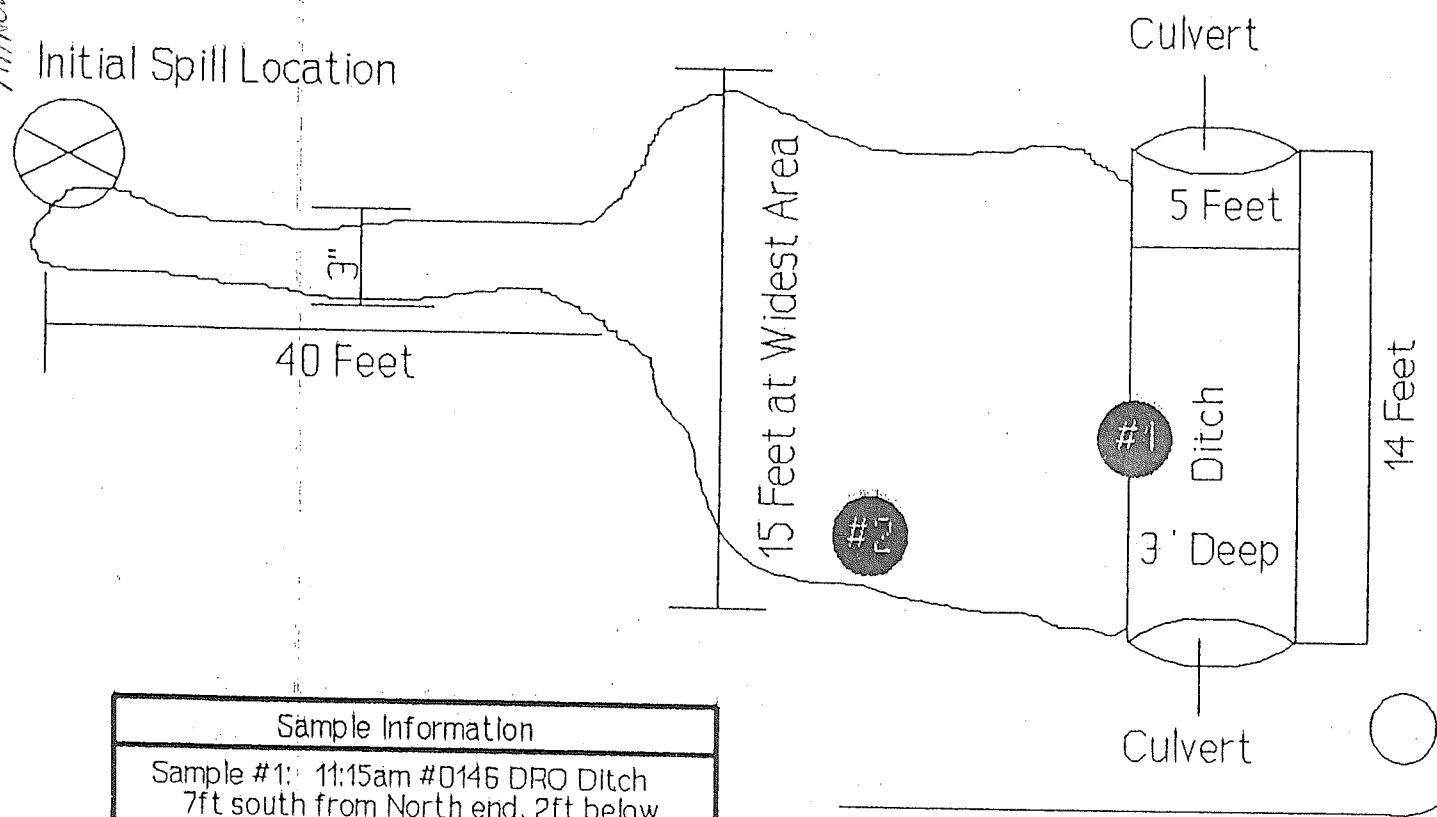 Culvert
Initial Spill Location
5 Feet
3"
15 Feet at Widest Area
40 Feet
#1
Ditch
14 Feet
#2
3' Deep
Culvert
Sample Information
Sample #1: 11:15am #0146 DRO Ditch
7ft south from North end, 2ft below